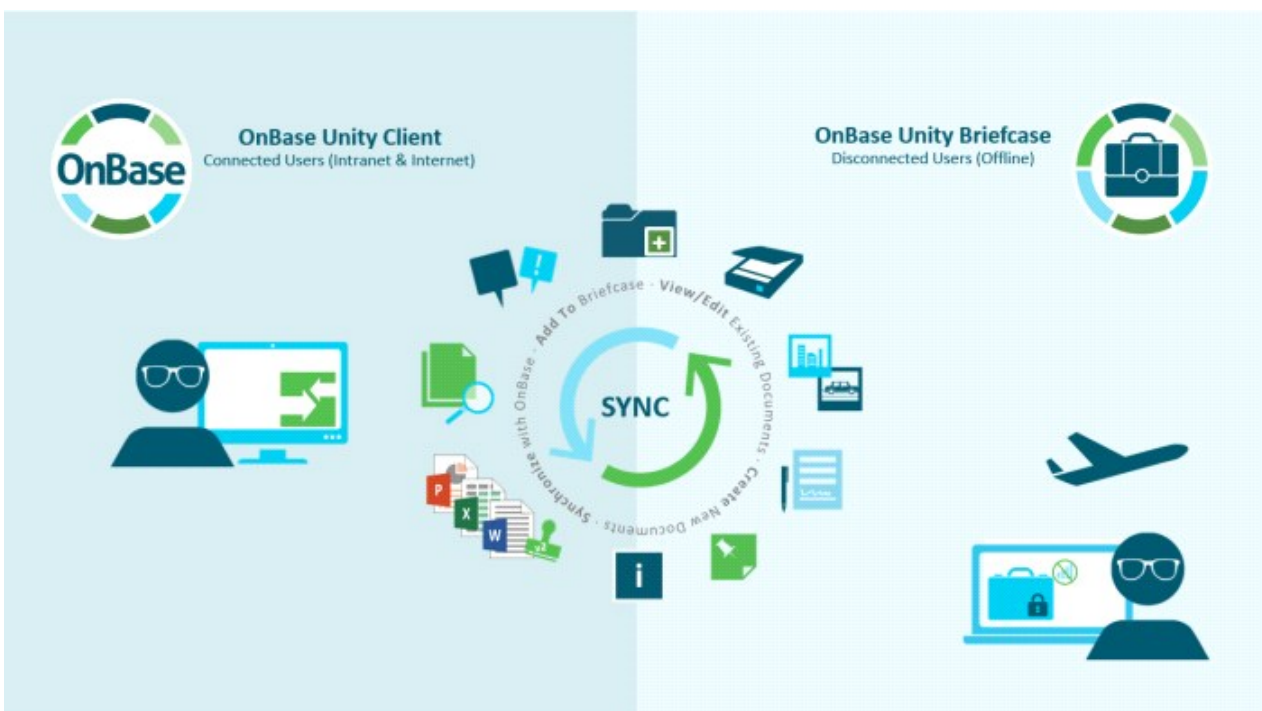 OnBase
OnBase Unity Client
Connected Users (Intranet & Internet)
OnBase Unity Briefcase
Disconnected Users (Offline)
Add To Briefcase · View/Edit Existing Documents · Create New Documents · Synchronize with OnBase ·
SYNC
P
X
W
v2
i